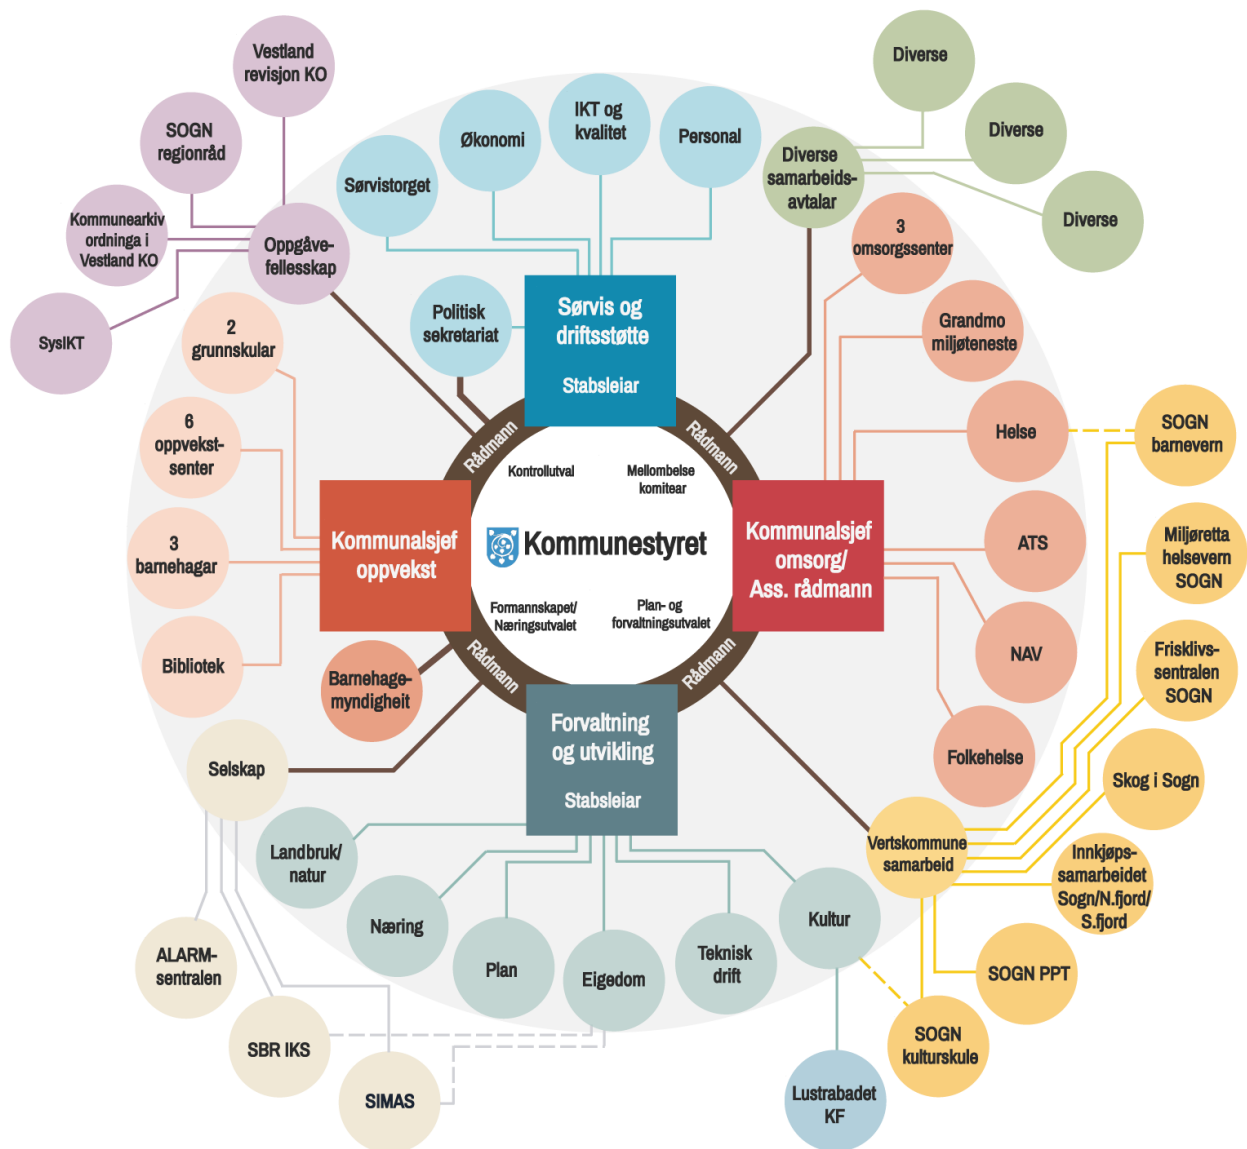 Vestland
revisjon KO
SOGN
regionråd
Kommunearkiv
ordninga i
Vestland KO
SysIKT
Oppgåve-
fellesskap
Sørvistorget
Økonomi
IKT og
kvalitet
Personal
Politisk
sekretariat
Diverse
samarbeids-
avtalar
Diverse
Diverse
Diverse
Sørvis og
driftsstøtte
Stabsleiar
3
omsorgssenter
Grandmo
miljøteneste
Helse
ATS
NAV
Folkehelse
2
grunnskular
6
oppvekst-
senter
3
barnehagar
Bibliotek
Kommunalsjef
oppvekst
Barnehage-
myndigheit
Rådmann
Rådmann
Rådmann
Rådmann
Kontrollutval
Mellombelse
komitear
Kommunestyret
Formannskapet/
Næringsutvalet
Plan- og
forvaltningsutvalet
Kommunalsjef
omsorg/
Ass. rådmann
SOGN
barnevern
Miljøretta
helsevern
SOGN
Frisklivs-
sentralen
SOGN
Skog i Sogn
Vertskommune
samarbeid
Innkjøps-
samarbeidet
Sogn/N.fjord/
S.fjord
SOGN PPT
SOGN
kulturskule
Forvaltning
og utvikling
Stabsleiar
Landbruk/
natur
Næring
Plan
Eigedom
Teknisk
drift
Kultur
Lustrabadet
KF
Selskap
ALARM-
sentralen
SBR IKS
SIMAS